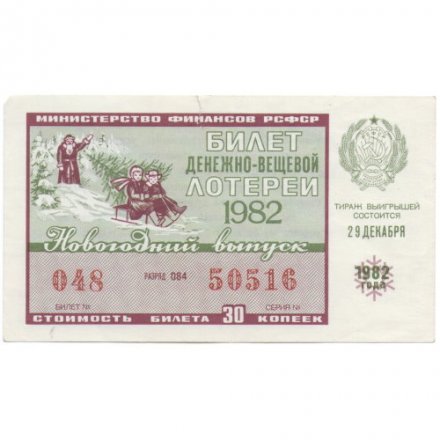 МИНИСТЕРСТВО ФИНАНСОВ РСФСР
БИЛЕТ
ДЕНЕЖНО-ВЕЩЕВОЙ
ЛОТЕРЕИ
1982
Новогодний выпуск
048 РАЗРЯД 084 50516
БИЛЕТ № СЕРИЯ №
СТОИМОСТЬ БИЛЕТА 30 КОПЕЕК
ТИРАЖ ВЫИГРЫШЕЙ
СОСТОИТСЯ
29 ДЕКАБРЯ
1982
ГОДА